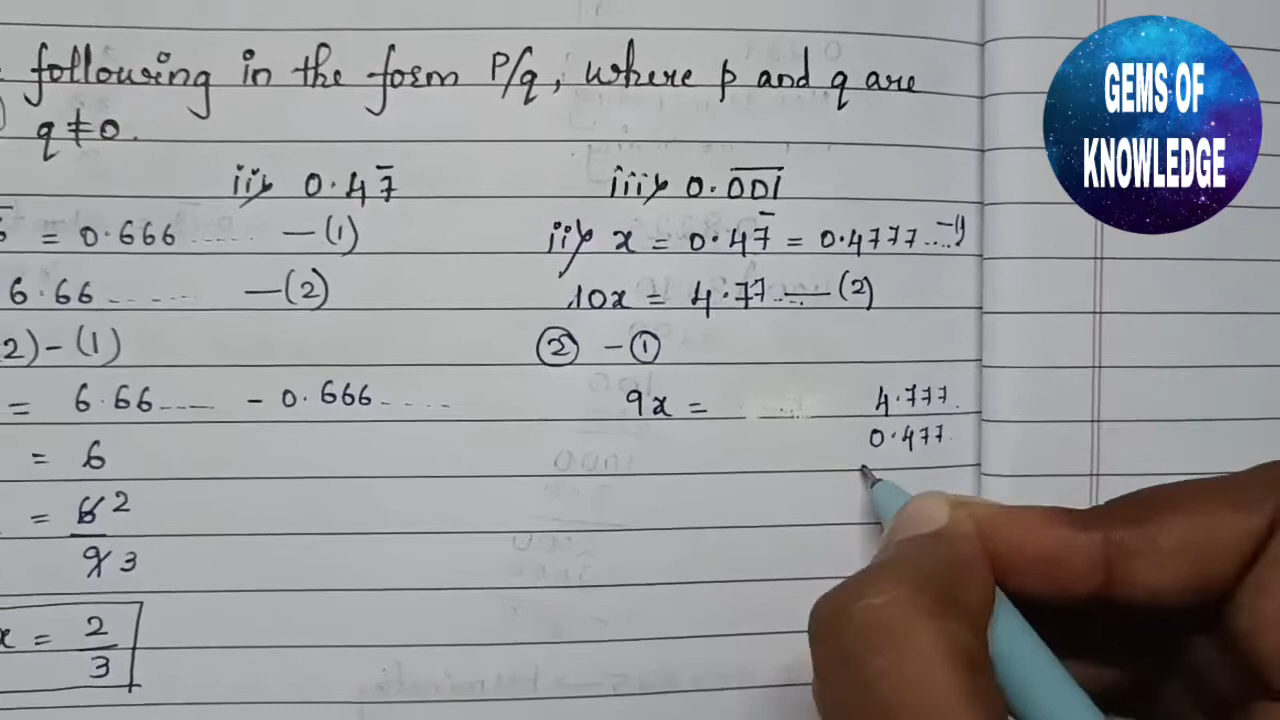 following in the form P/q, where p and q are
q ≠ 0.
ii) 0.47̅
iii) 0.0̅0̅1̅
= 0.666 ...... —(1)
6.66 ........ —(2)
2) - (1)
= 6.66.... - 0.666....
= 6
= 6 2
9 3
x = 2
3
ii) x = 0.47̅ = 0.4777....—1)
10x = 4.77....—(2)
② - ①
9x =
4.777.
0.477.
GEMS OF
KNOWLEDGE